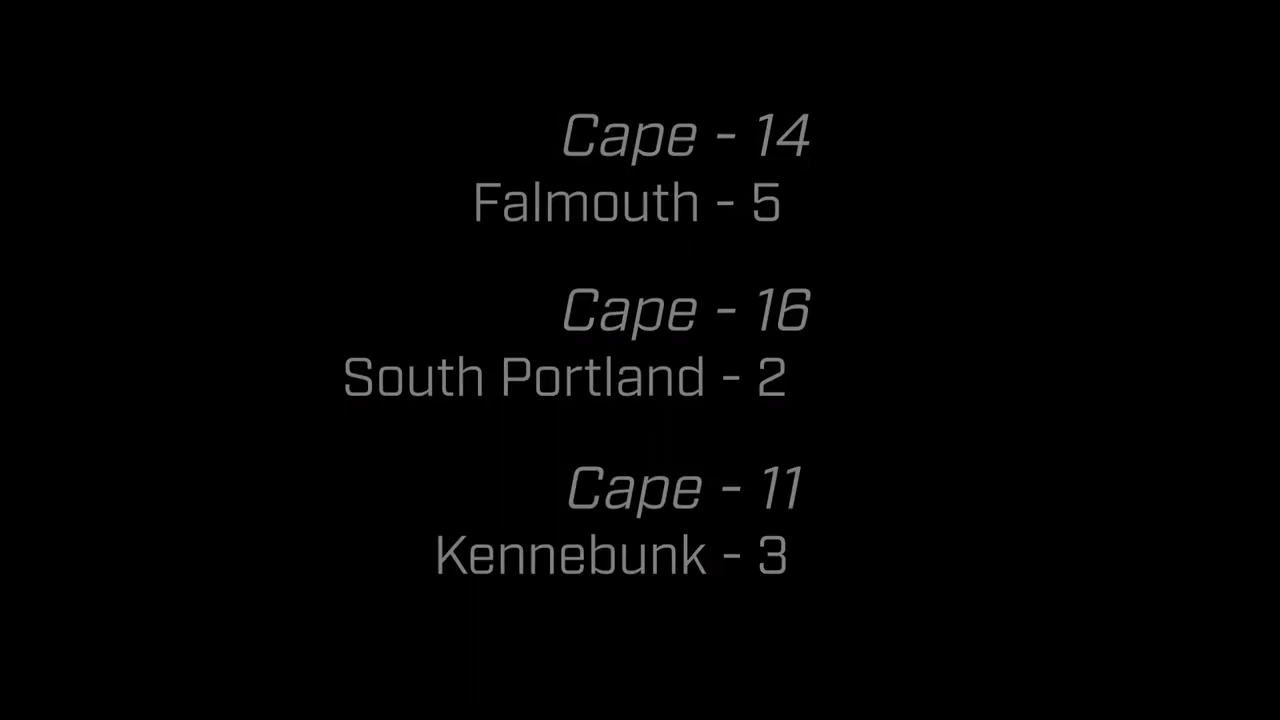 Cape - 14
Falmouth - 5
Cape - 16
South Portland - 2
Cape - 11
Kennebunk - 3